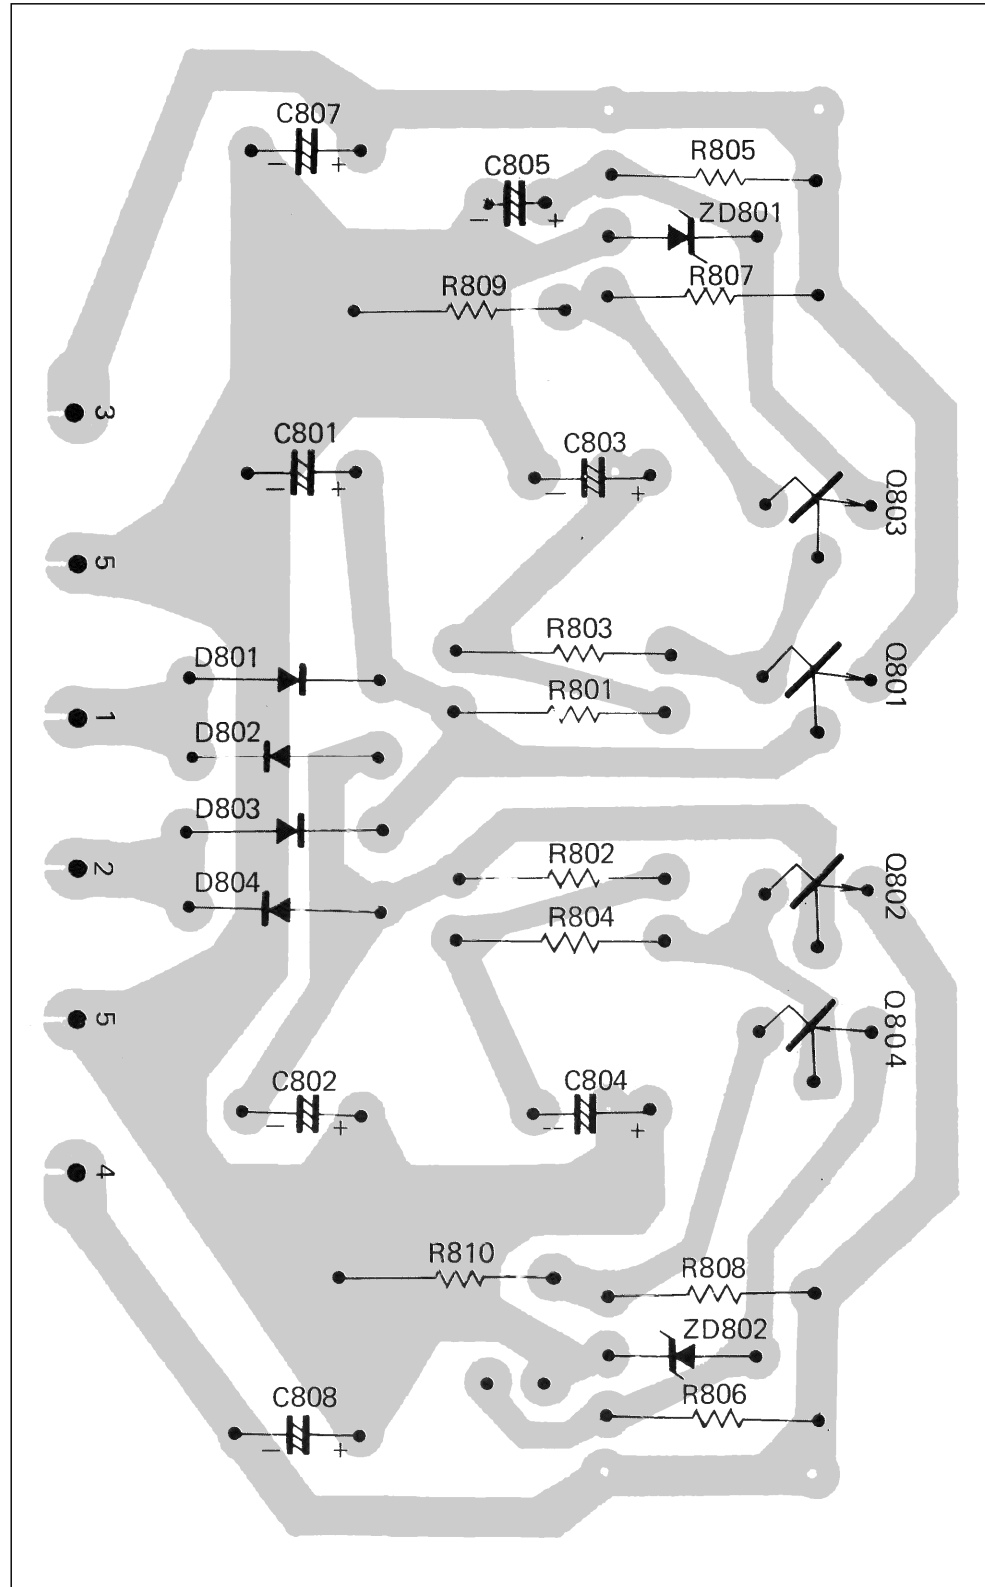 C807
R805
C805
− +
− +
ZD801
R807
R809
3
C801
C803
− +
− +
Q803
5
R803
D801
Q801
R801
1
D802
D803
R802
2
D804
Q802
R804
5
Q804
C802
C804
− +
-- +
4
R810
R808
ZD802
C808
R806
− +